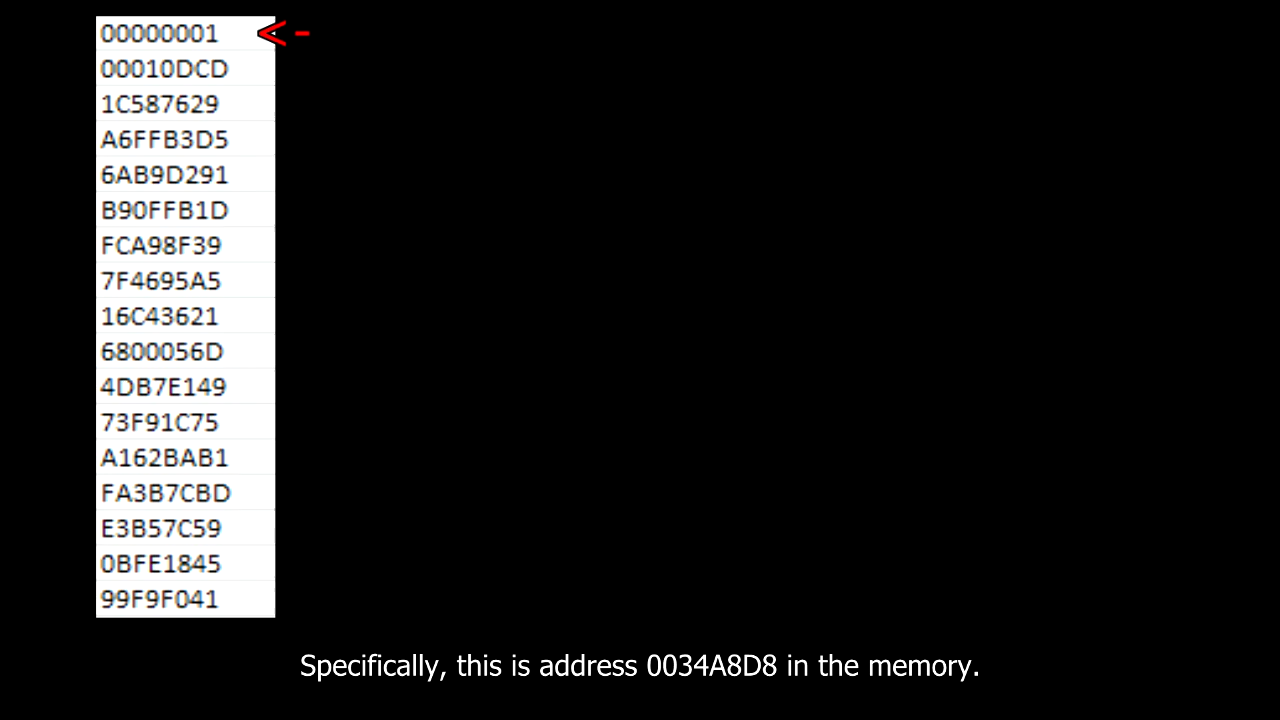 00000001 <-
00010DCD
1C587629
A6FFB3D5
6AB9D291
B90FFB1D
FCA98F39
7F4695A5
16C43621
6800056D
4DB7E149
73F91C75
A162BAB1
FA3B7CBD
E3B57C59
0BFE1845
99F9F041
Specifically, this is address 0034A8D8 in the memory.